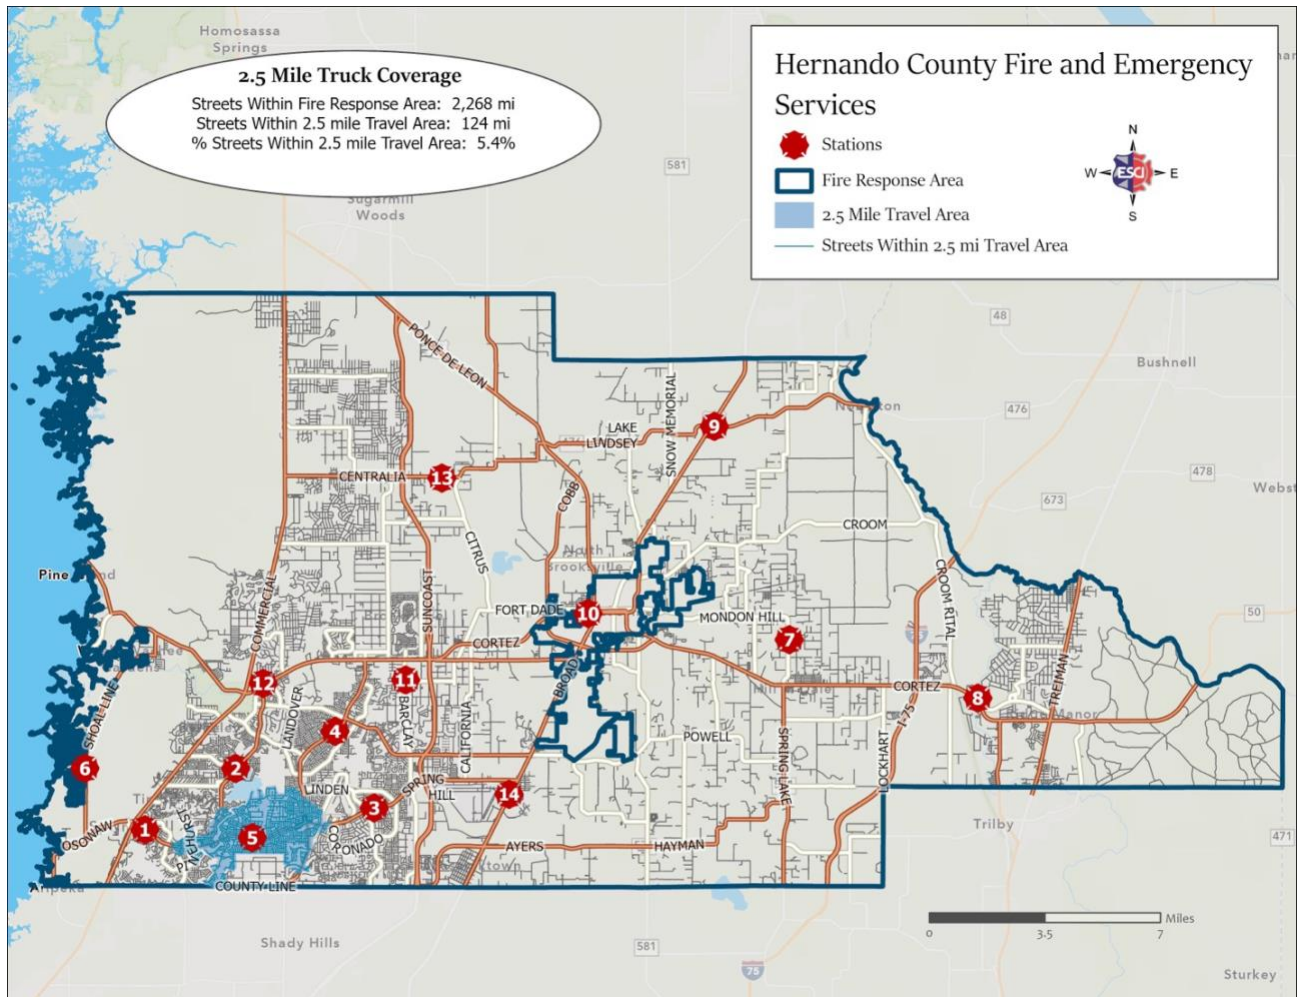 Homosassa
Springs
2.5 Mile Truck Coverage
Streets Within Fire Response Area: 2,268 mi
Streets Within 2.5 mile Travel Area: 124 mi
% Streets Within 2.5 mile Travel Area: 5.4%
Hernando County Fire and Emergency
Services
Stations
Fire Response Area
2.5 Mile Travel Area
Streets Within 2.5 mi Travel Area
N
W
ESCI
E
S
581
Sugarmill
Woods
48
Bushnell
476
478
673
50
471
PONCE DE LEON
LAKE
LINDSEY
SNOW MEMORIAL
9
CENTRALIA
13
COBB
CITRUS
CROOM
North
Brooksville
Pine
COMMERCIAL
SUNCOAST
FORT DADE
10
CROOM RITAL
MONDON HILL
7
CORTEZ
CORTEZ
TREIMAN
12
11
8
LANDOVER
BARCLAY
BROAD
SHOAL LINE
CALIFORNIA
4
I-75
POWELL
SPRING LAKE
LOCKHART
6
2
LINDEN
SPRING
HILL
14
3
Trilby
OSOWAW
1
5
AYERS
HAYMAN
COUNTY LINE
Shady Hills
581
75
0
3.5
7
Miles
Sturkey